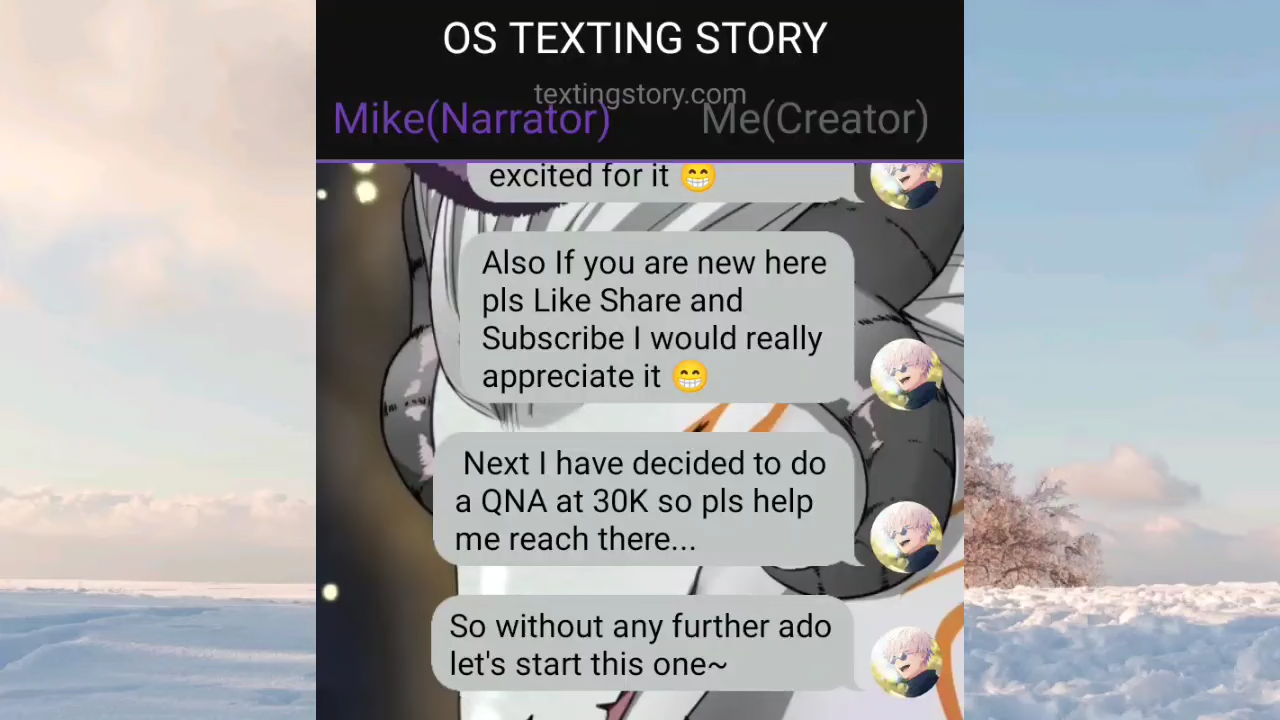 OS TEXTING STORY
textingstory.com
Mike(Narrator) Me(Creator)
excited for it 😁
Also If you are new here
pls Like Share and
Subscribe I would really
appreciate it 😁
Next I have decided to do
a QNA at 30K so pls help
me reach there...
So without any further ado
let's start this one~